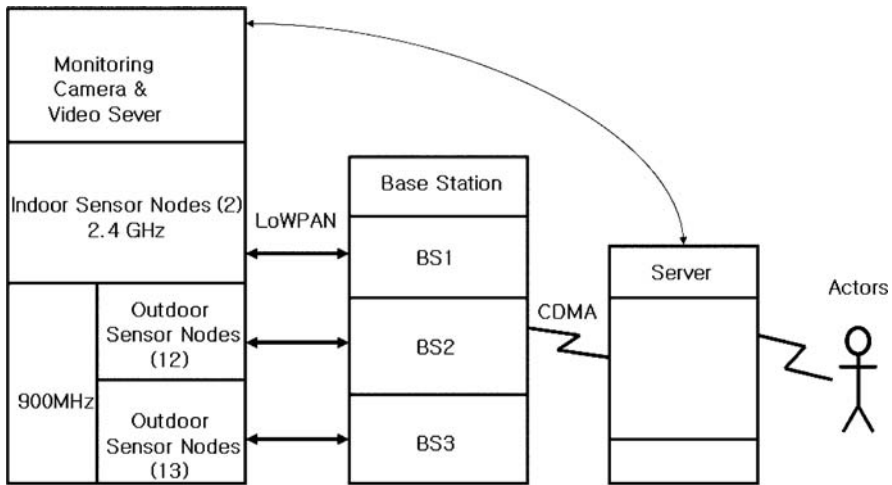 Monitoring
Camera &
Video Sever
Indoor Sensor Nodes (2)
2.4 GHz
900MHz
Outdoor
Sensor Nodes
(12)
Outdoor
Sensor Nodes
(13)
LoWPAN
Base Station
BS1
BS2
BS3
CDMA
Server
Actors